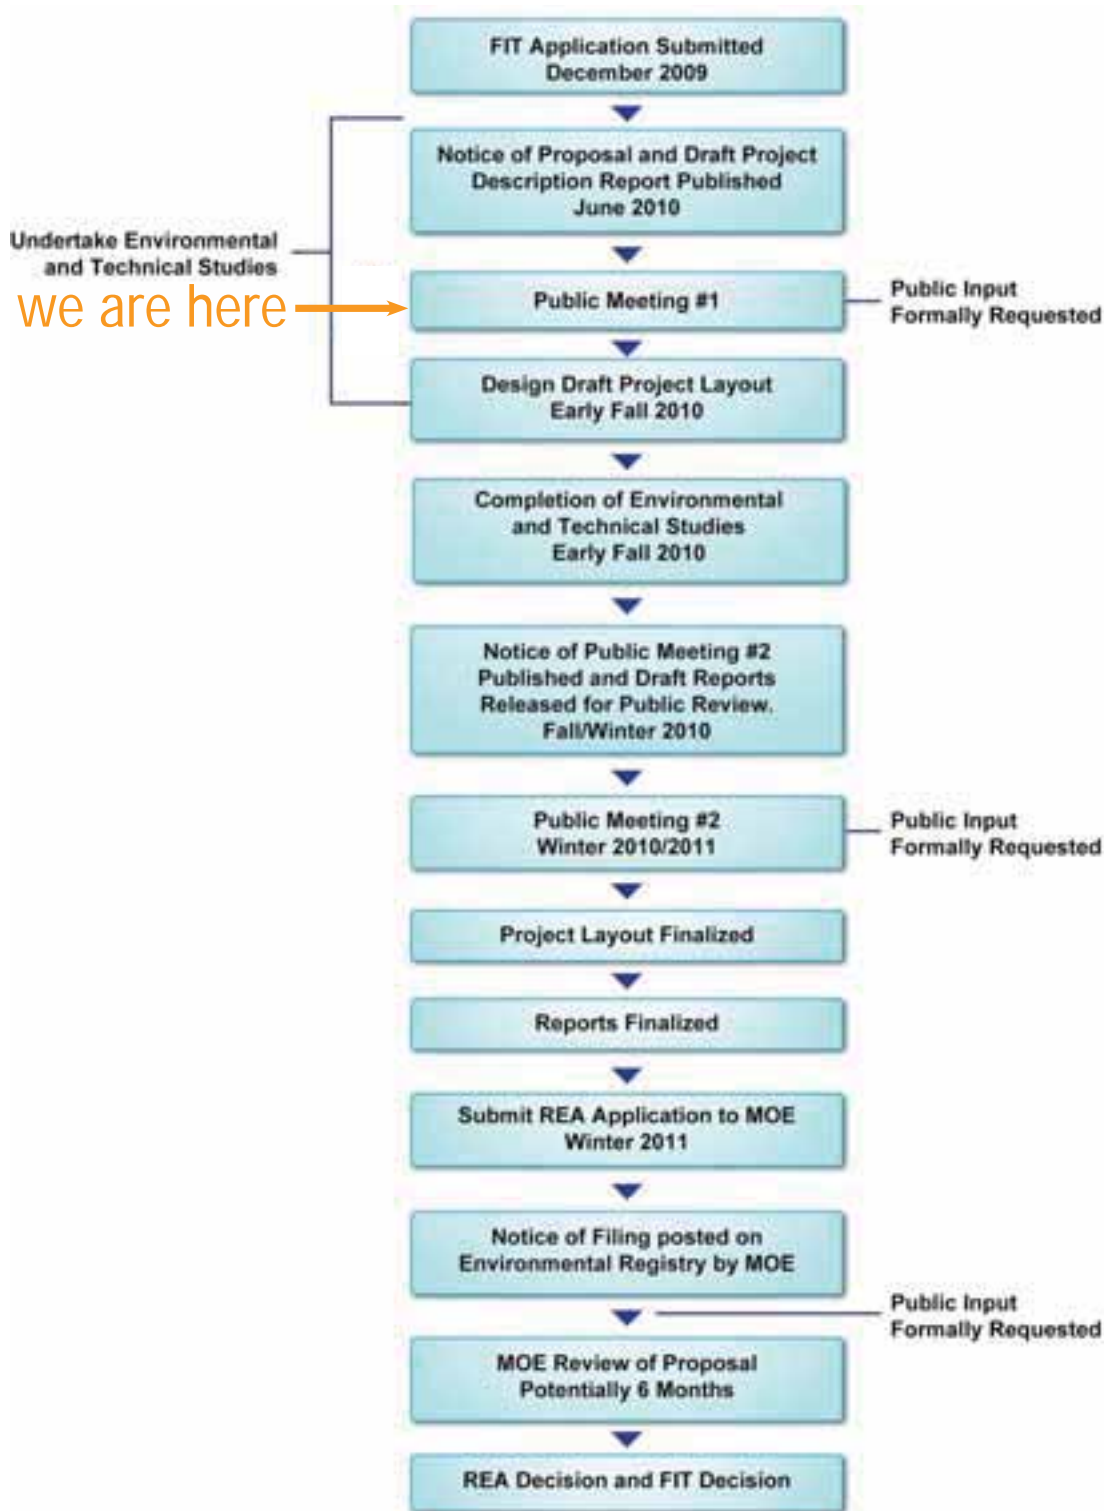 FIT Application Submitted
December 2009
Notice of Proposal and Draft Project
Description Report Published
June 2010
Undertake Environmental
and Technical Studies
we are here
Public Meeting #1
Public Input
Formally Requested
Design Draft Project Layout
Early Fall 2010
Completion of Environmental
and Technical Studies
Early Fall 2010
Notice of Public Meeting #2
Published and Draft Reports
Released for Public Review.
Fall/Winter 2010
Public Meeting #2
Winter 2010/2011
Public Input
Formally Requested
Project Layout Finalized
Reports Finalized
Submit REA Application to MOE
Winter 2011
Notice of Filing posted on
Environmental Registry by MOE
Public Input
Formally Requested
MOE Review of Proposal
Potentially 6 Months
REA Decision and FIT Decision